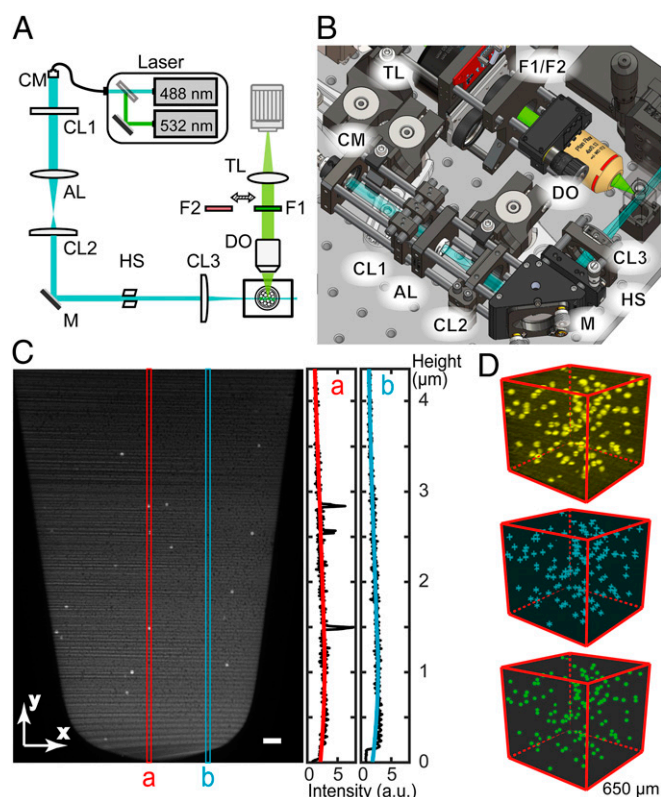 A
Laser
CM
488 nm
532 nm
CL1
AL
CL2
M
HS
CL3
TL
F2
F1
DO
B
TL
F1/F2
CM
DO
CL1
AL
CL2
M
HS
CL3
C
y
x
a
b
a
b
Height
(µm)
4
3
2
1
0
0 5
0 5
Intensity (a.u.)
D
650 µm